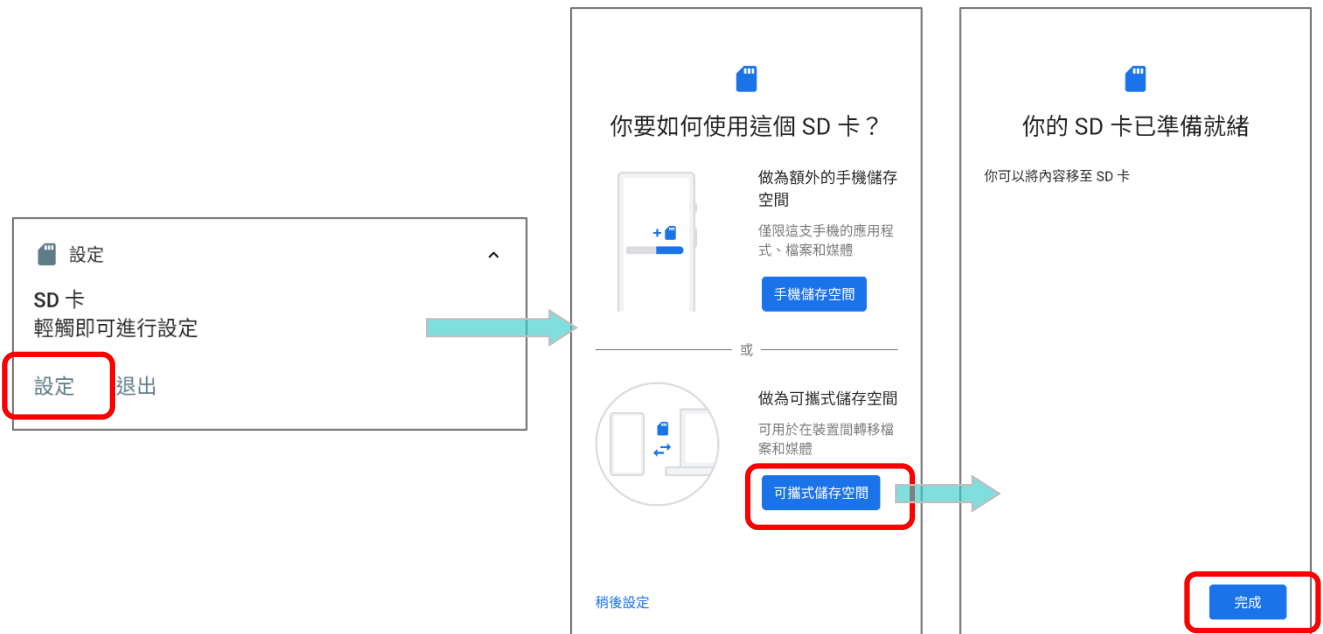 設定
SD 卡
輕觸即可進行設定
設定 退出
你要如何使用這個 SD 卡？
做為額外的手機儲存
空間
僅限這支手機的應用程
式、檔案和媒體
手機儲存空間
或
做為可攜式儲存空間
可用於在裝置間轉移檔
案和媒體
可攜式儲存空間
稍後設定
你的 SD 卡已準備就緒
你可以將內容移至 SD 卡
完成